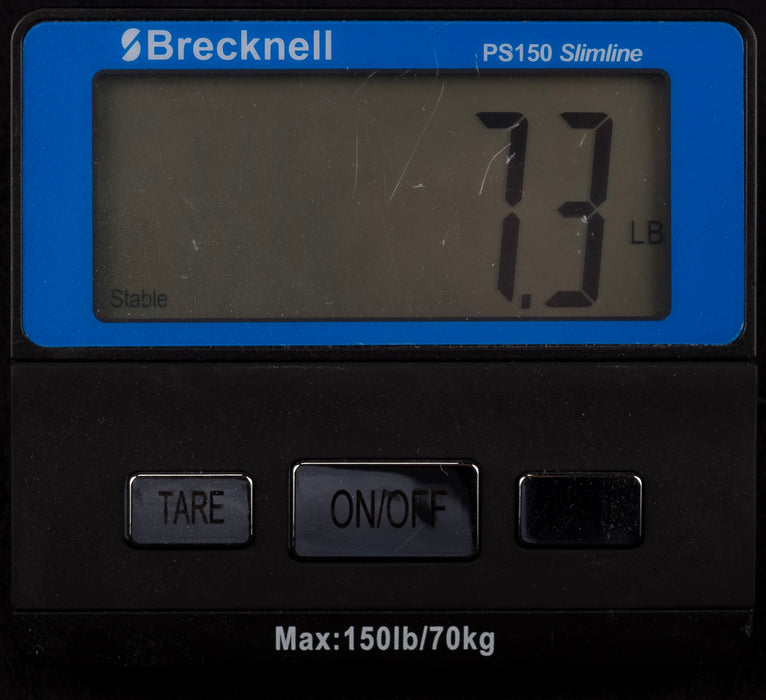 Brecknell
PS150 Slimline
7.3
LB
Stable
TARE
ON/OFF
Max:150lb/70kg